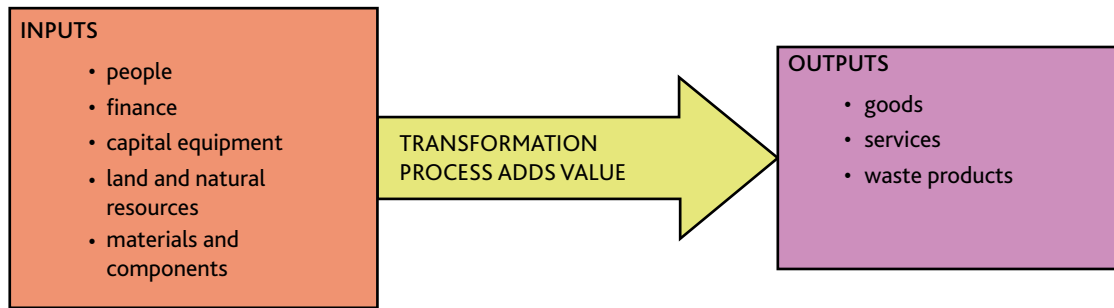 INPUTS
• people
• finance
• capital equipment
• land and natural
resources
• materials and
components
TRANSFORMATION
PROCESS ADDS VALUE
OUTPUTS
• goods
• services
• waste products